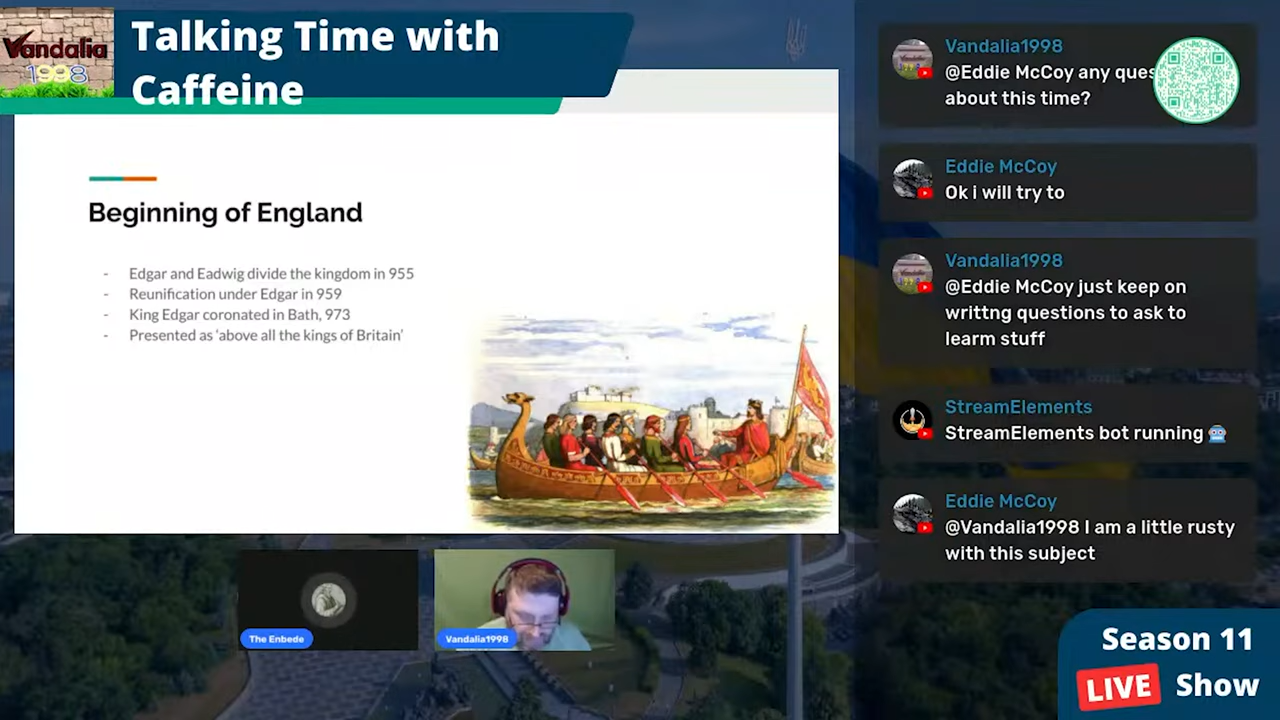 Vandalia
1998
Talking Time with
Caffeine
Beginning of England
- Edgar and Eadwig divide the kingdom in 955
- Reunification under Edgar in 959
- King Edgar coronated in Bath, 973
- Presented as ‘above all the kings of Britain’
The Enbede
Vandalia1998
Vandalia1998
@Eddie McCoy any ques
about this time?
Eddie McCoy
Ok i will try to
Vandalia1998
@Eddie McCoy just keep on
writtng questions to ask to
learm stuff
StreamElements
StreamElements bot running
Eddie McCoy
@Vandalia1998 I am a little rusty
with this subject
Season 11
LIVE Show